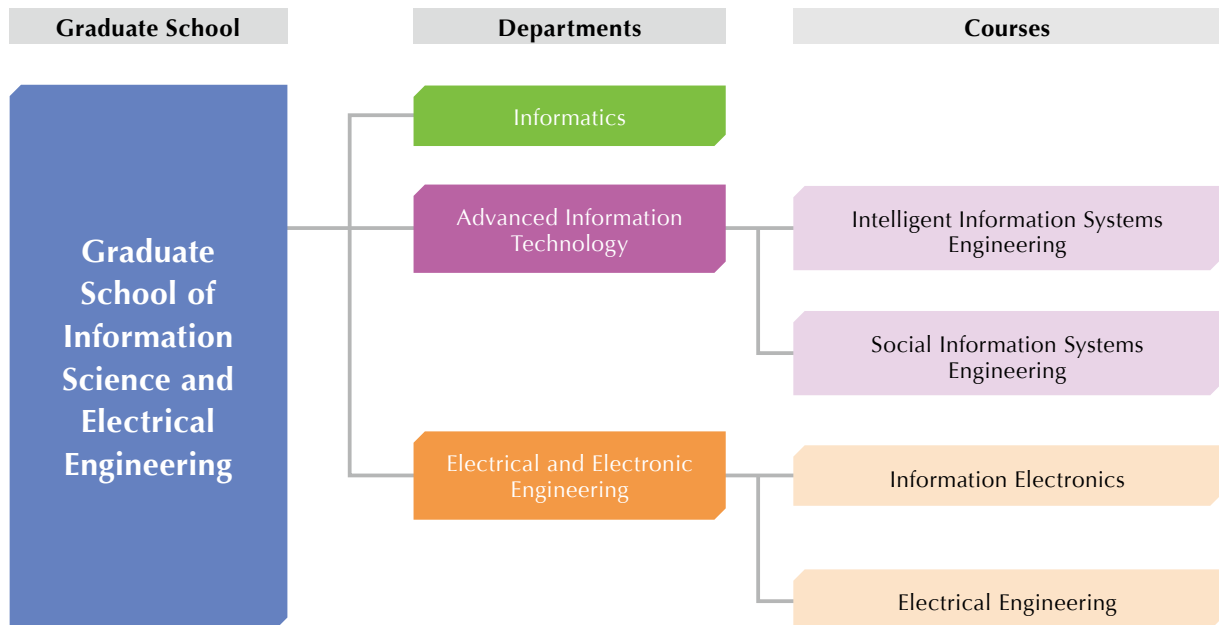 Graduate School
Departments
Courses
Graduate
School of
Information
Science and
Electrical
Engineering
Informatics
Advanced Information
Technology
Intelligent Information Systems
Engineering
Social Information Systems
Engineering
Electrical and Electronic
Engineering
Information Electronics
Electrical Engineering